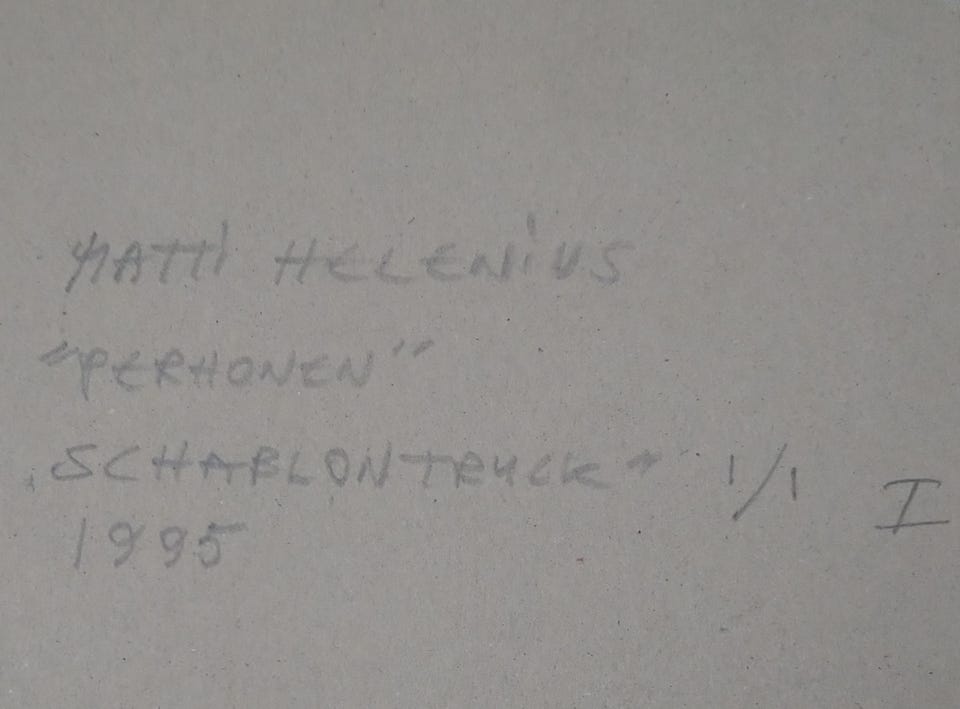 MATTI HELENIUS
"PERHONEN"
SCHABLONTRYCK 1/1 I
1995